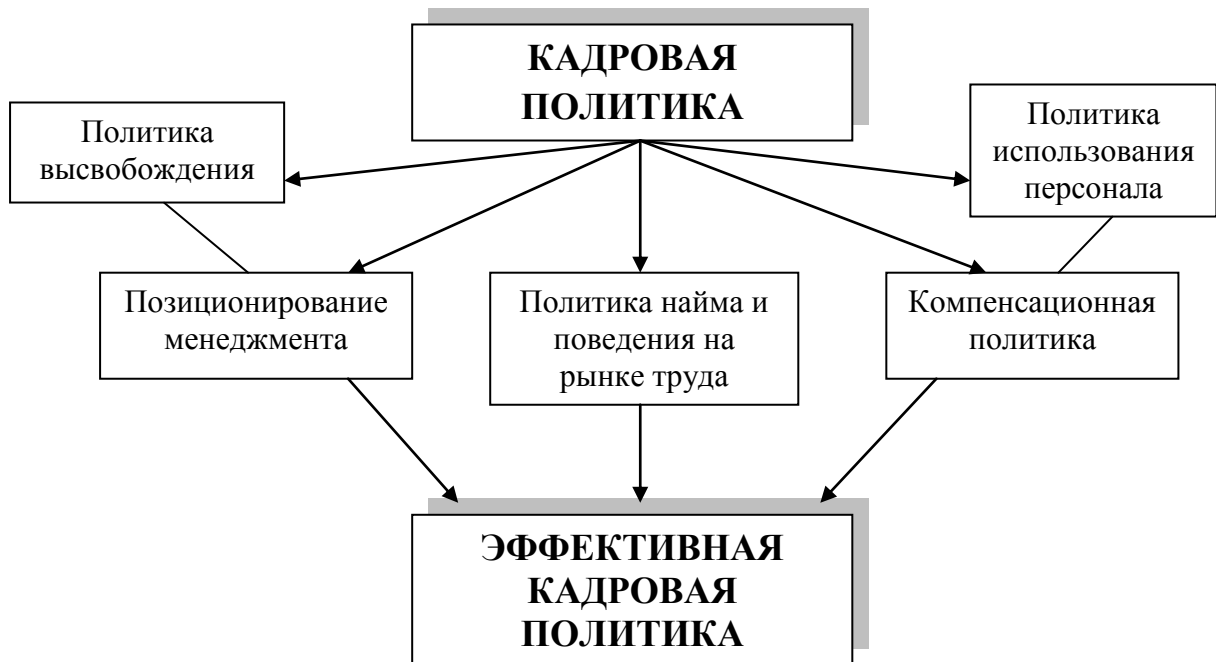 КАДРОВАЯ
ПОЛИТИКА
Политика
высвобождения
Политика
использования
персонала
Позиционирование
менеджмента
Политика найма и
поведения на
рынке труда
Компенсационная
политика
ЭФФЕКТИВНАЯ
КАДРОВАЯ
ПОЛИТИКА